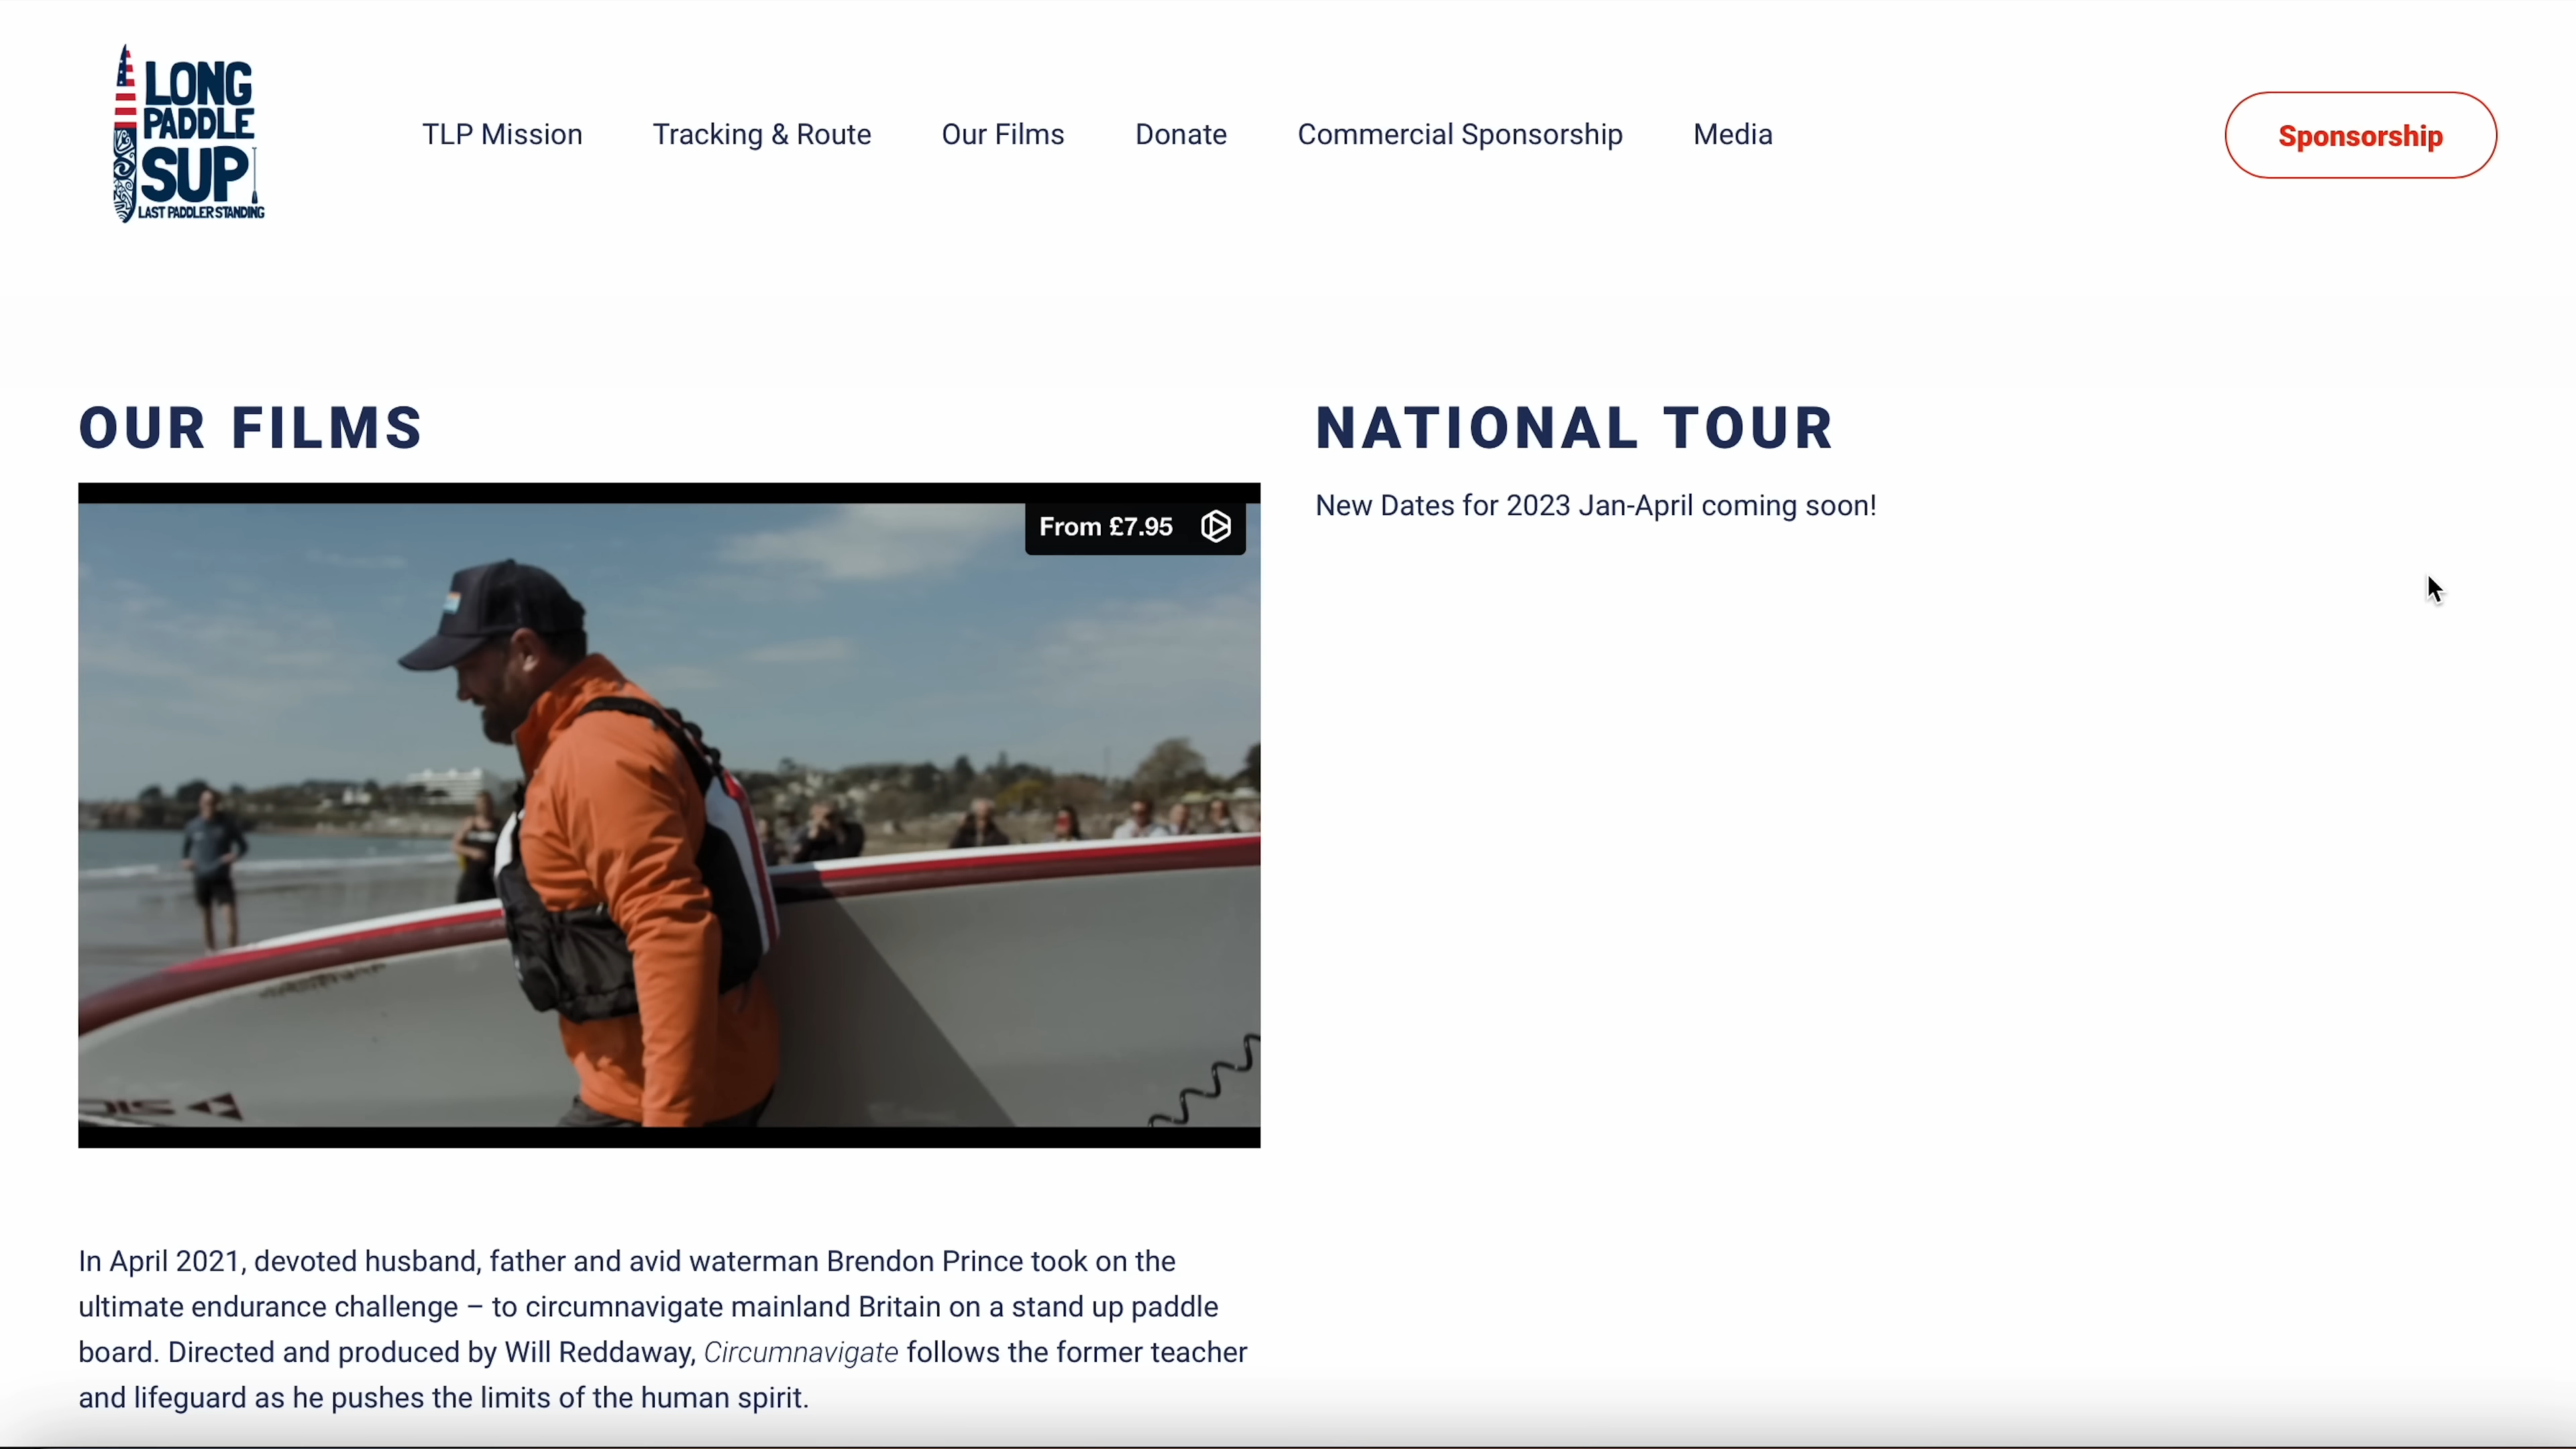 LONG
PADDLE
SUP
LAST PADDLER STANDING
TLP Mission
Tracking & Route
Our Films
Donate
Commercial Sponsorship
Media
Sponsorship
OUR FILMS
From £7.95
NATIONAL TOUR
New Dates for 2023 Jan-April coming soon!
In April 2021, devoted husband, father and avid waterman Brendon Prince took on the
ultimate endurance challenge – to circumnavigate mainland Britain on a stand up paddle
board. Directed and produced by Will Reddaway, Circumnavigate follows the former teacher
and lifeguard as he pushes the limits of the human spirit.